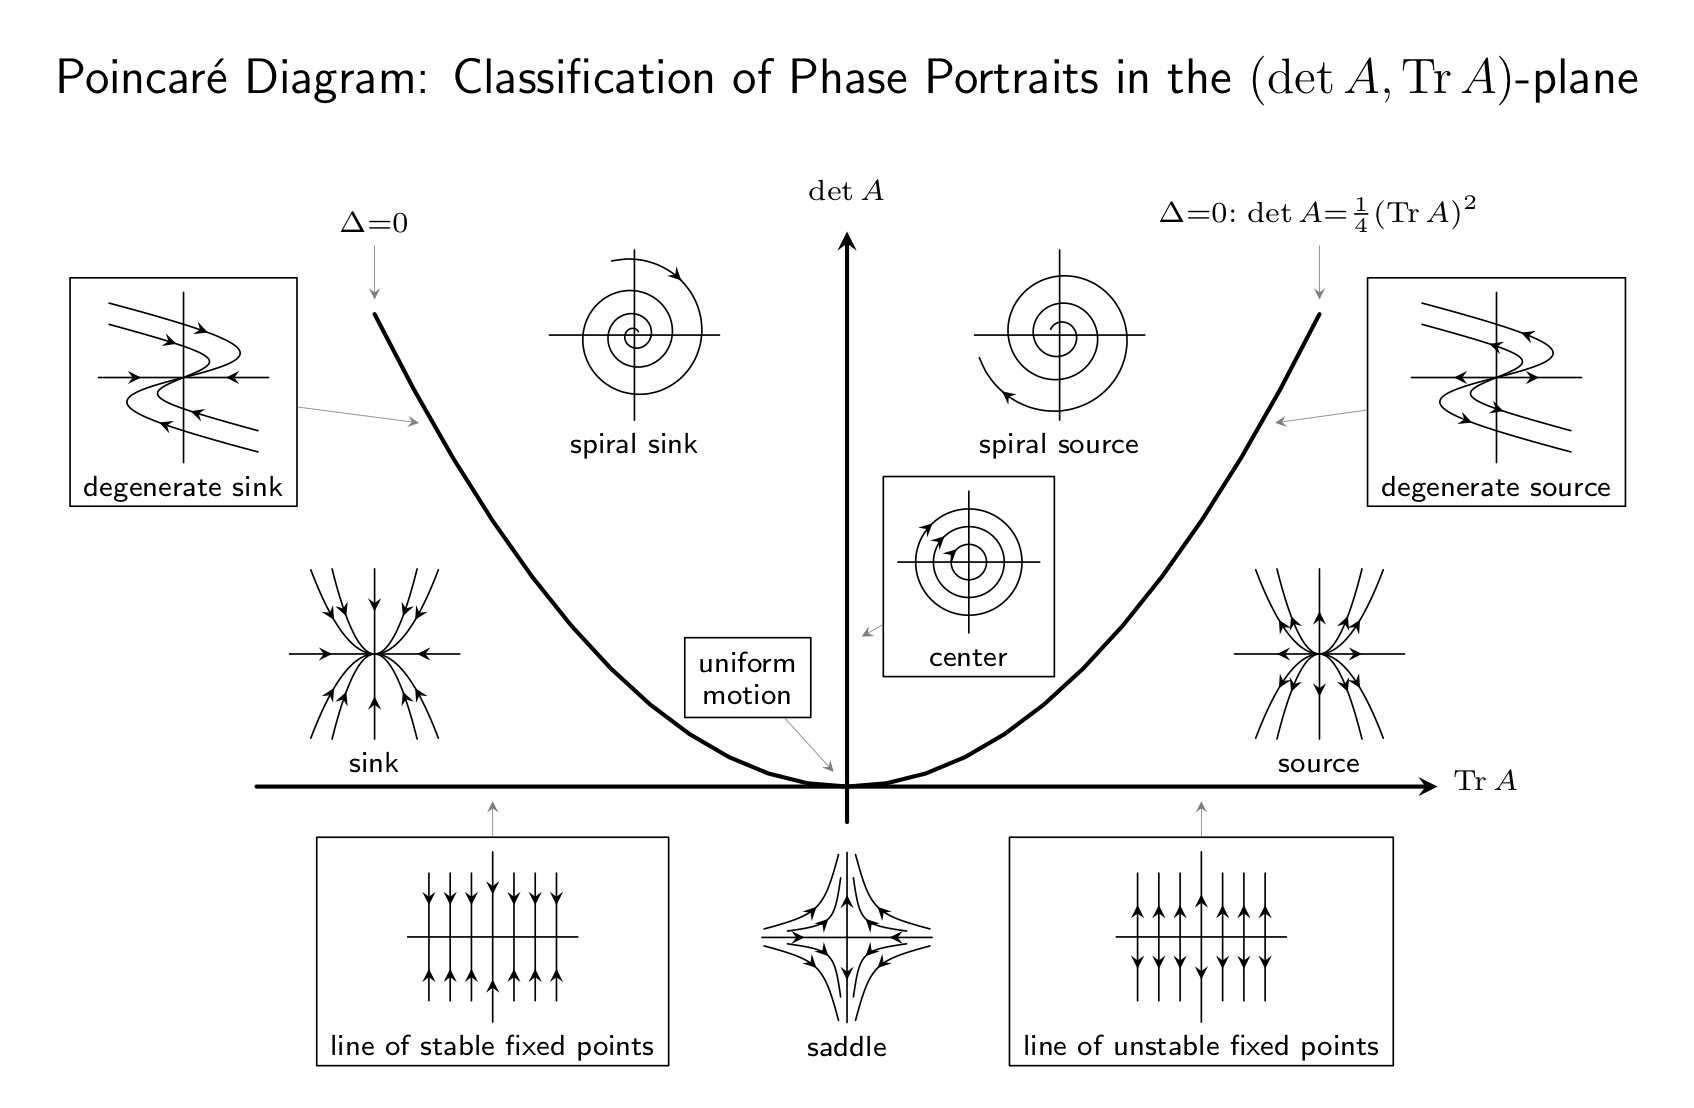 Poincaré Diagram: Classification of Phase Portraits in the (det A, Tr A)-plane
det A
Δ=0
Δ=0: det A=¼(Tr A)²
spiral sink
spiral source
degenerate sink
degenerate source
uniform
motion
center
sink
source
Tr A
line of stable fixed points
saddle
line of unstable fixed points